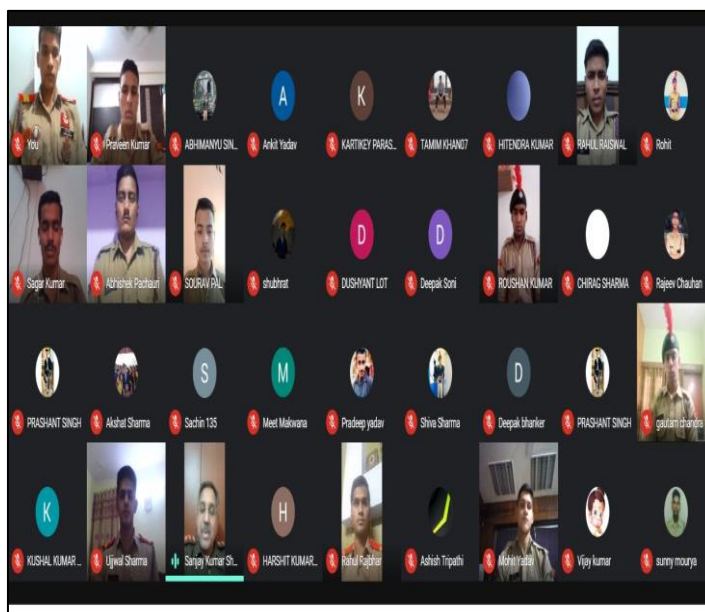 You
Praveen Kumar
ABHIMANYU SIN...
A
Ankit Yadav
K
KARTIKEY PARAS...
TAMIM KHAN07
HITENDRA KUMAR
RAHUL RAISWAL
Rohit
Sagar Kumar
Abhishek Pachauri
SOURAV PAL
shubhrat
D
DUSHYANT LOT
D
Deepak Soni
ROUSHAN KUMAR
CHIRAG SHARMA
Rajeev Chauhan
PRASHANT SINGH
Akshat Sharma
S
Sachin 135
M
Meet Makwana
Pradeep yadav
Shiva Sharma
D
Deepak bhanker
PRASHANT SINGH
gautam chandra
K
KUSHAL KUMAR ...
Ujjwal Sharma
Sanjay Kumar Sh...
H
HARSHIT KUMAR...
Rahul Rajbhar
Ashish Tripathi
Mohit Yadav
Vijay kumar
sunny mourya